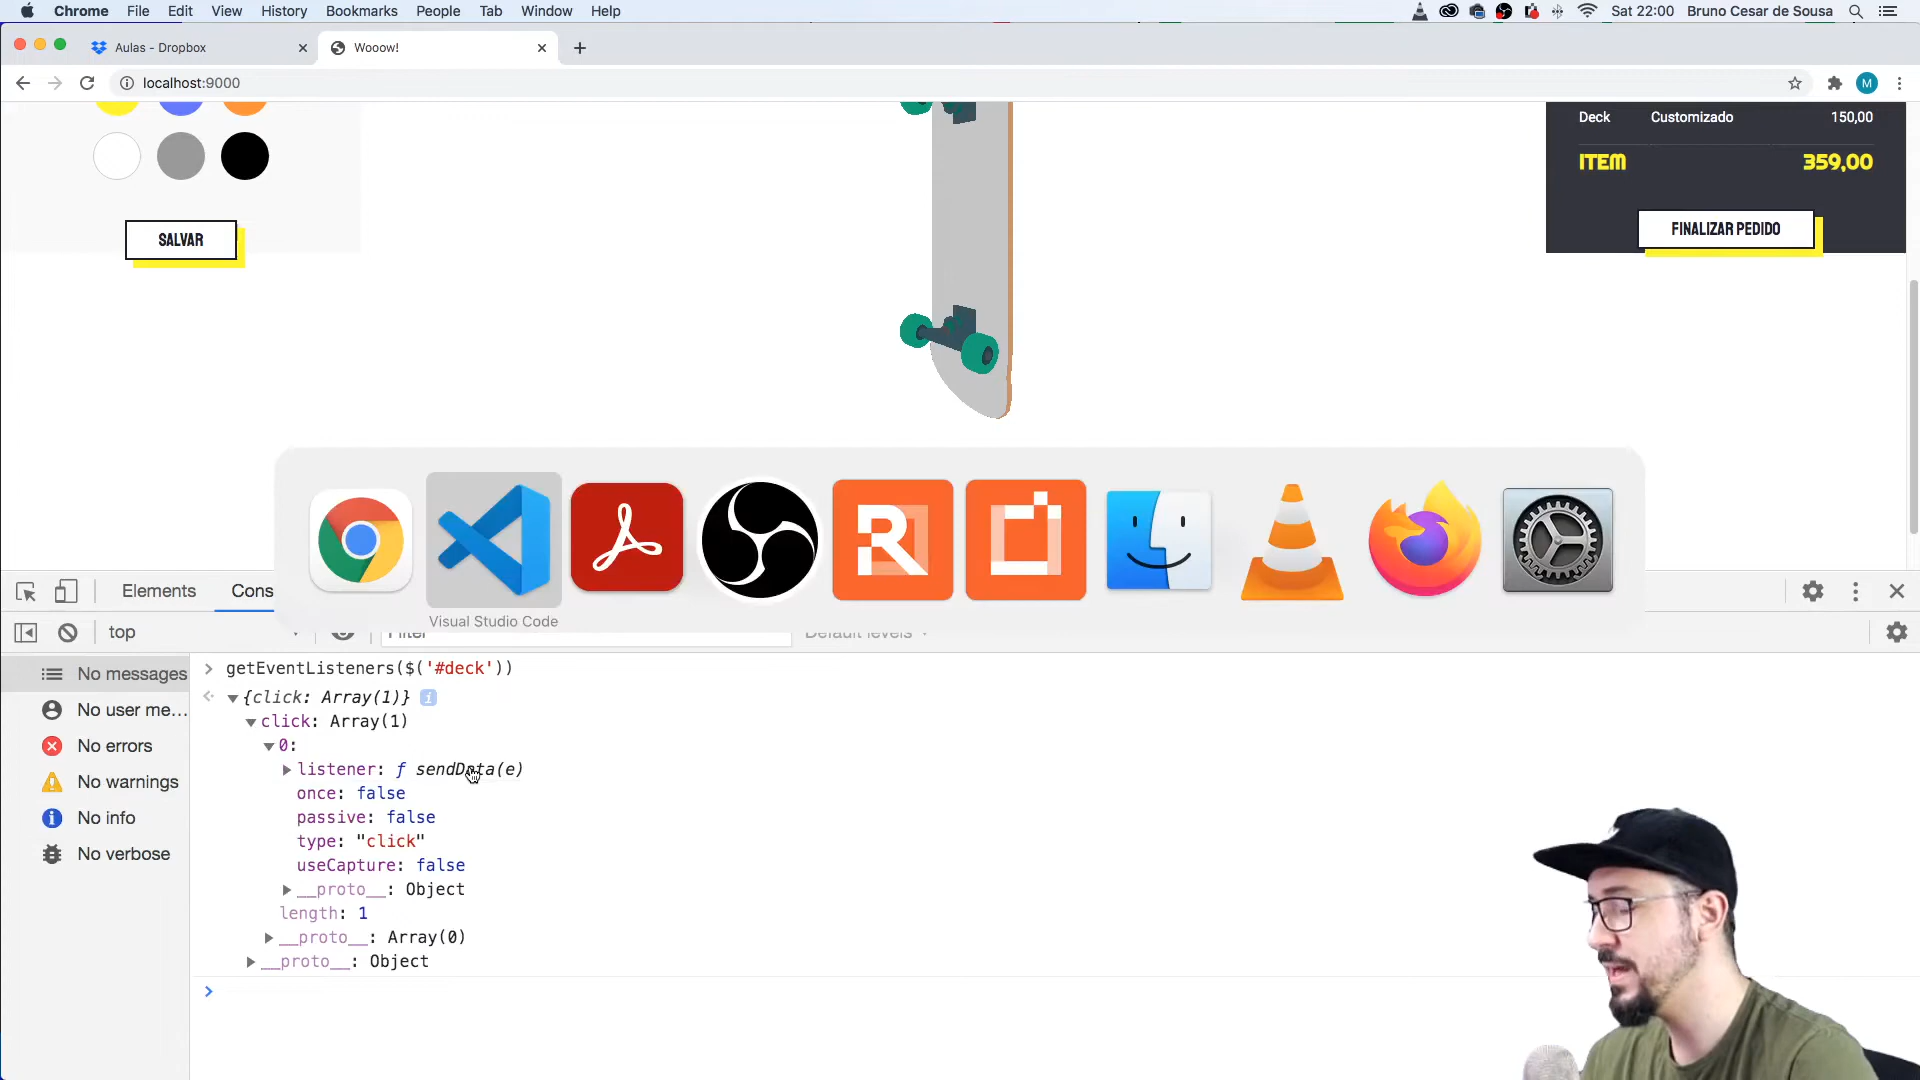 Chrome File Edit View History Bookmarks People Tab Window Help
Sat 22:00 Bruno Cesar de Sousa
Aulas - Dropbox
Wooow!
localhost:9000
M
Deck Customizado 150,00
ITEM 359,00
SALVAR
FINALIZAR PEDIDO
Visual Studio Code
Elements Cons
top
Filter
Default levels
No messages
No user me...
No errors
No warnings
No info
No verbose
> getEventListeners($('#deck'))
{click: Array(1)} i
click: Array(1)
0:
listener: ƒ sendData(e)
once: false
passive: false
type: "click"
useCapture: false
__proto__: Object
length: 1
__proto__: Array(0)
__proto__: Object
>